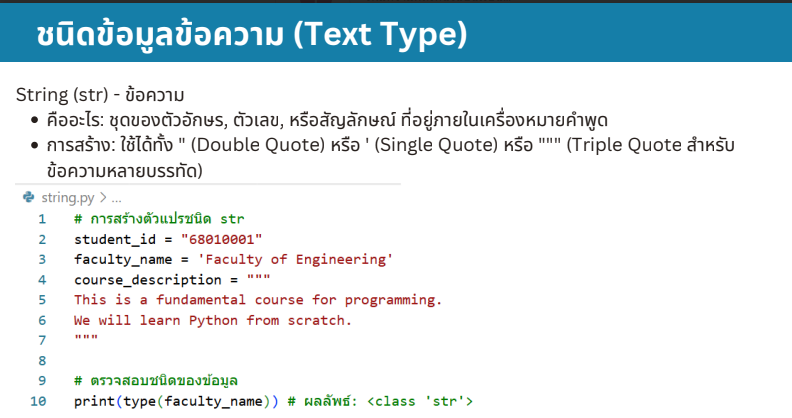 ชนิดข้อมูลข้อความ (Text Type)
String (str) - ข้อความ
• คืออะไร: ชุดของตัวอักษร, ตัวเลข, หรือสัญลักษณ์ ที่อยู่ภายในเครื่องหมายคำพูด
• การสร้าง: ใช้ได้ทั้ง " (Double Quote) หรือ ' (Single Quote) หรือ """ (Triple Quote สำหรับ
ข้อความหลายบรรทัด)
string.py > ...
1 # การสร้างตัวแปรชนิด str
2 student_id = "68010001"
3 faculty_name = 'Faculty of Engineering'
4 course_description = """
5 This is a fundamental course for programming.
6 We will learn Python from scratch.
7 """
8
9 # ตรวจสอบชนิดของข้อมูล
10 print(type(faculty_name)) # ผลลัพธ์: <class 'str'>